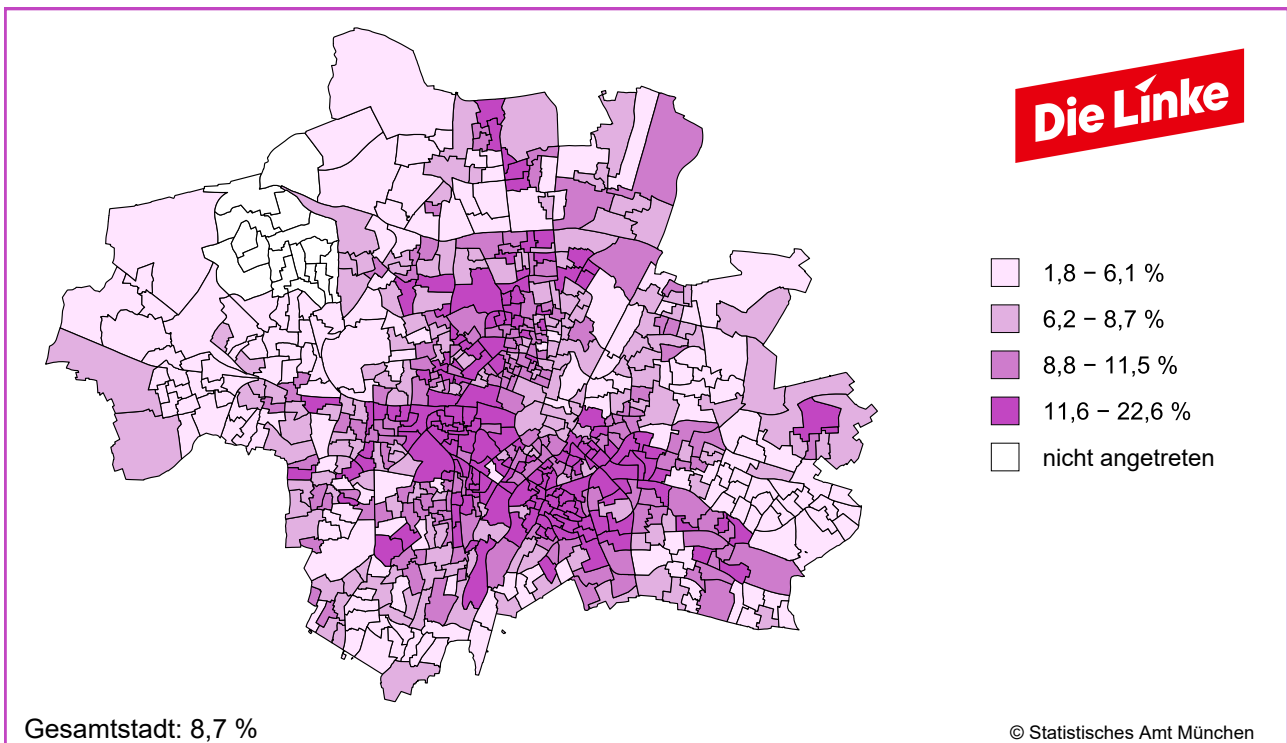 Die Linke
1,8 – 6,1 %
6,2 – 8,7 %
8,8 – 11,5 %
11,6 – 22,6 %
nicht angetreten
Gesamtstadt: 8,7 %
© Statistisches Amt München